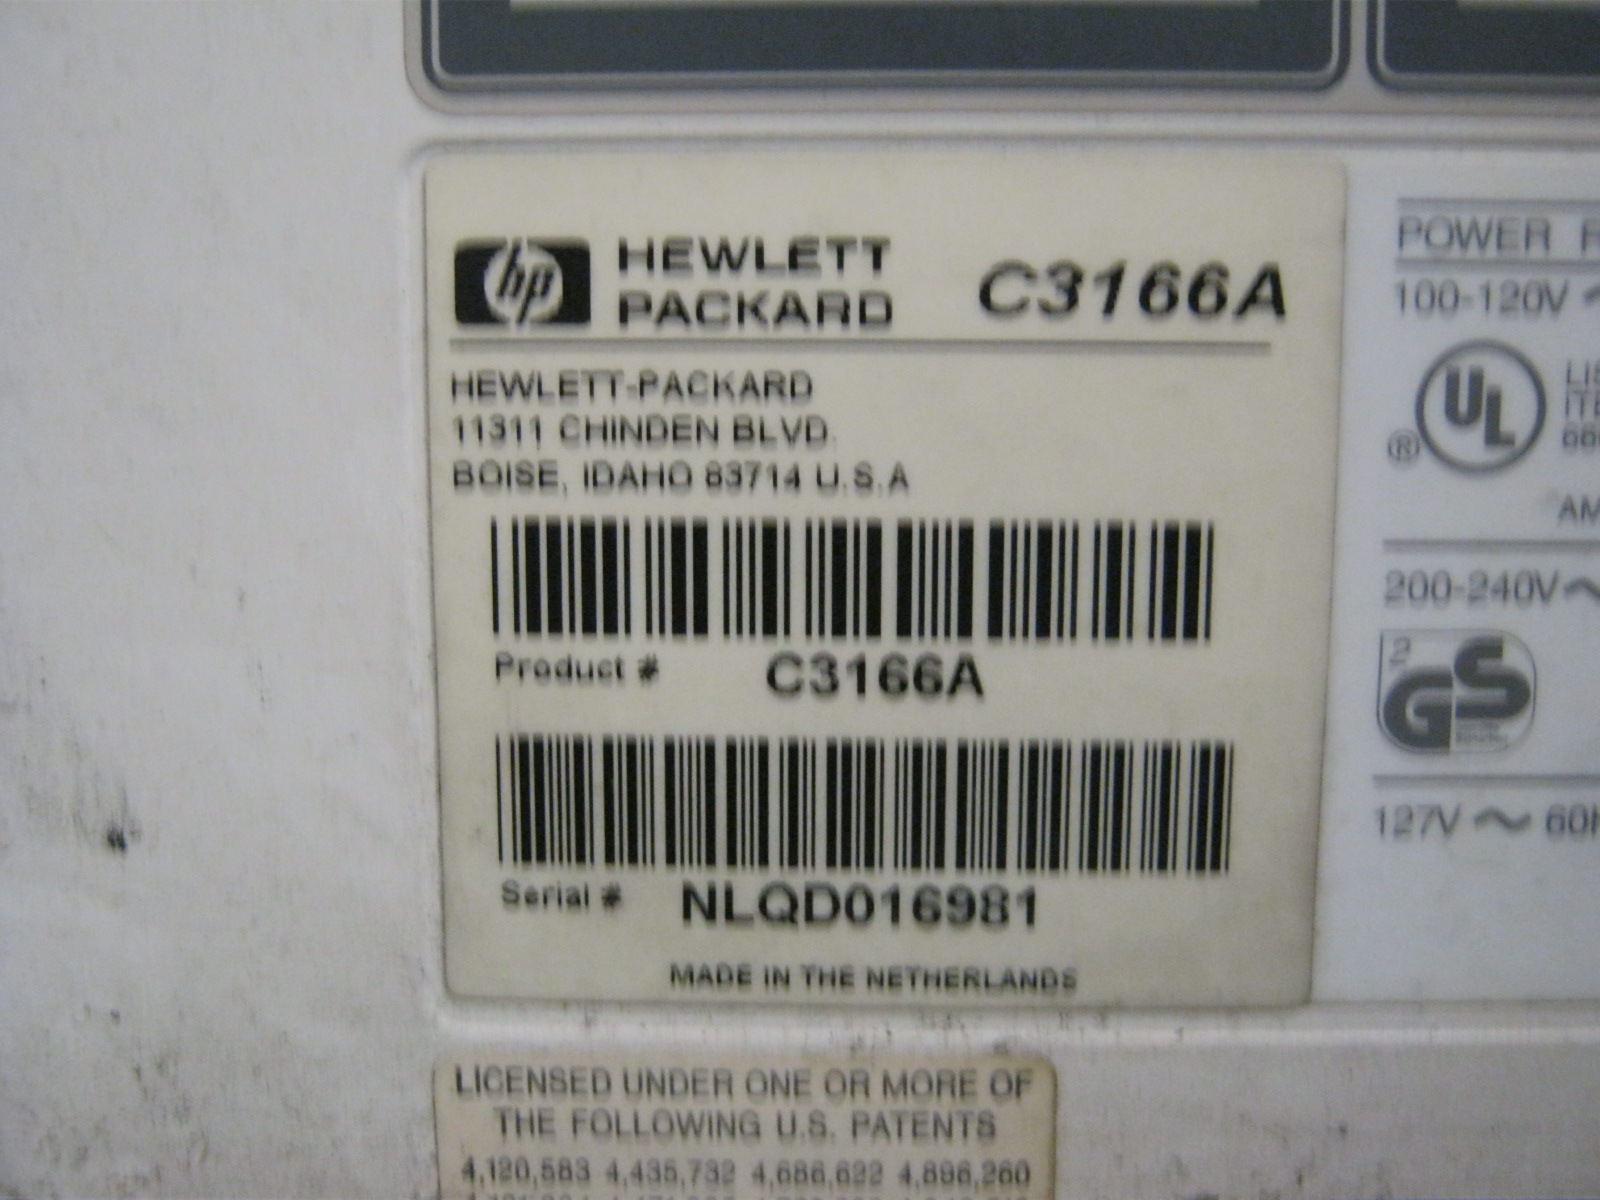 hp HEWLETT
PACKARD
C3166A
HEWLETT-PACKARD
11311 CHINDEN BLVD.
BOISE, IDAHO 83714 U.S.A
Product # C3166A
Serial # NLQD016981
MADE IN THE NETHERLANDS
POWER
100-120V ~
UL
®
200-240V ~
GS
127V ~
LICENSED UNDER ONE OR MORE OF
THE FOLLOWING U.S. PATENTS
4,120,583 4,435,732 4,686,622 4,896,260